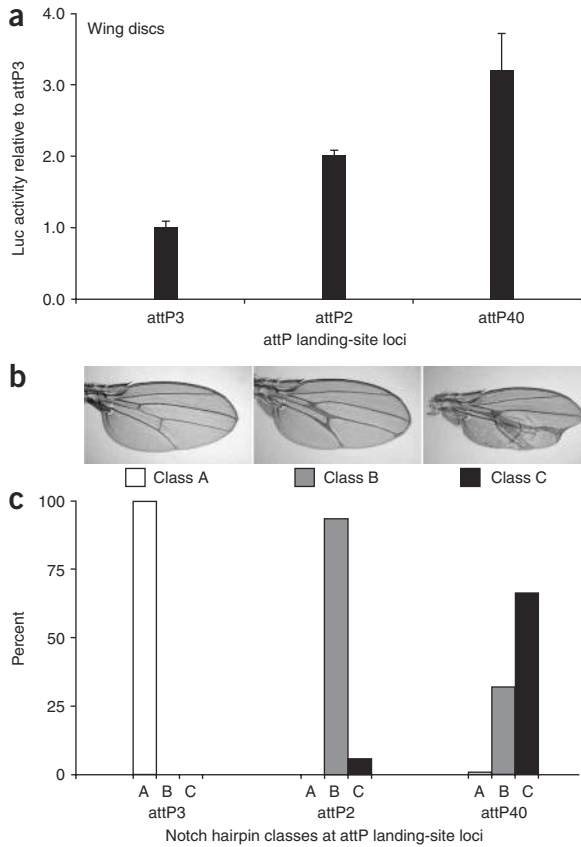 a
Wing discs
Luc activity relative to attP3
4.0
3.0
2.0
1.0
0.0
attP3 attP2 attP40
attP landing-site loci
b
Class A Class B Class C
c
Percent
100
75
50
25
0
A B C A B C A B C
attP3 attP2 attP40
Notch hairpin classes at attP landing-site loci